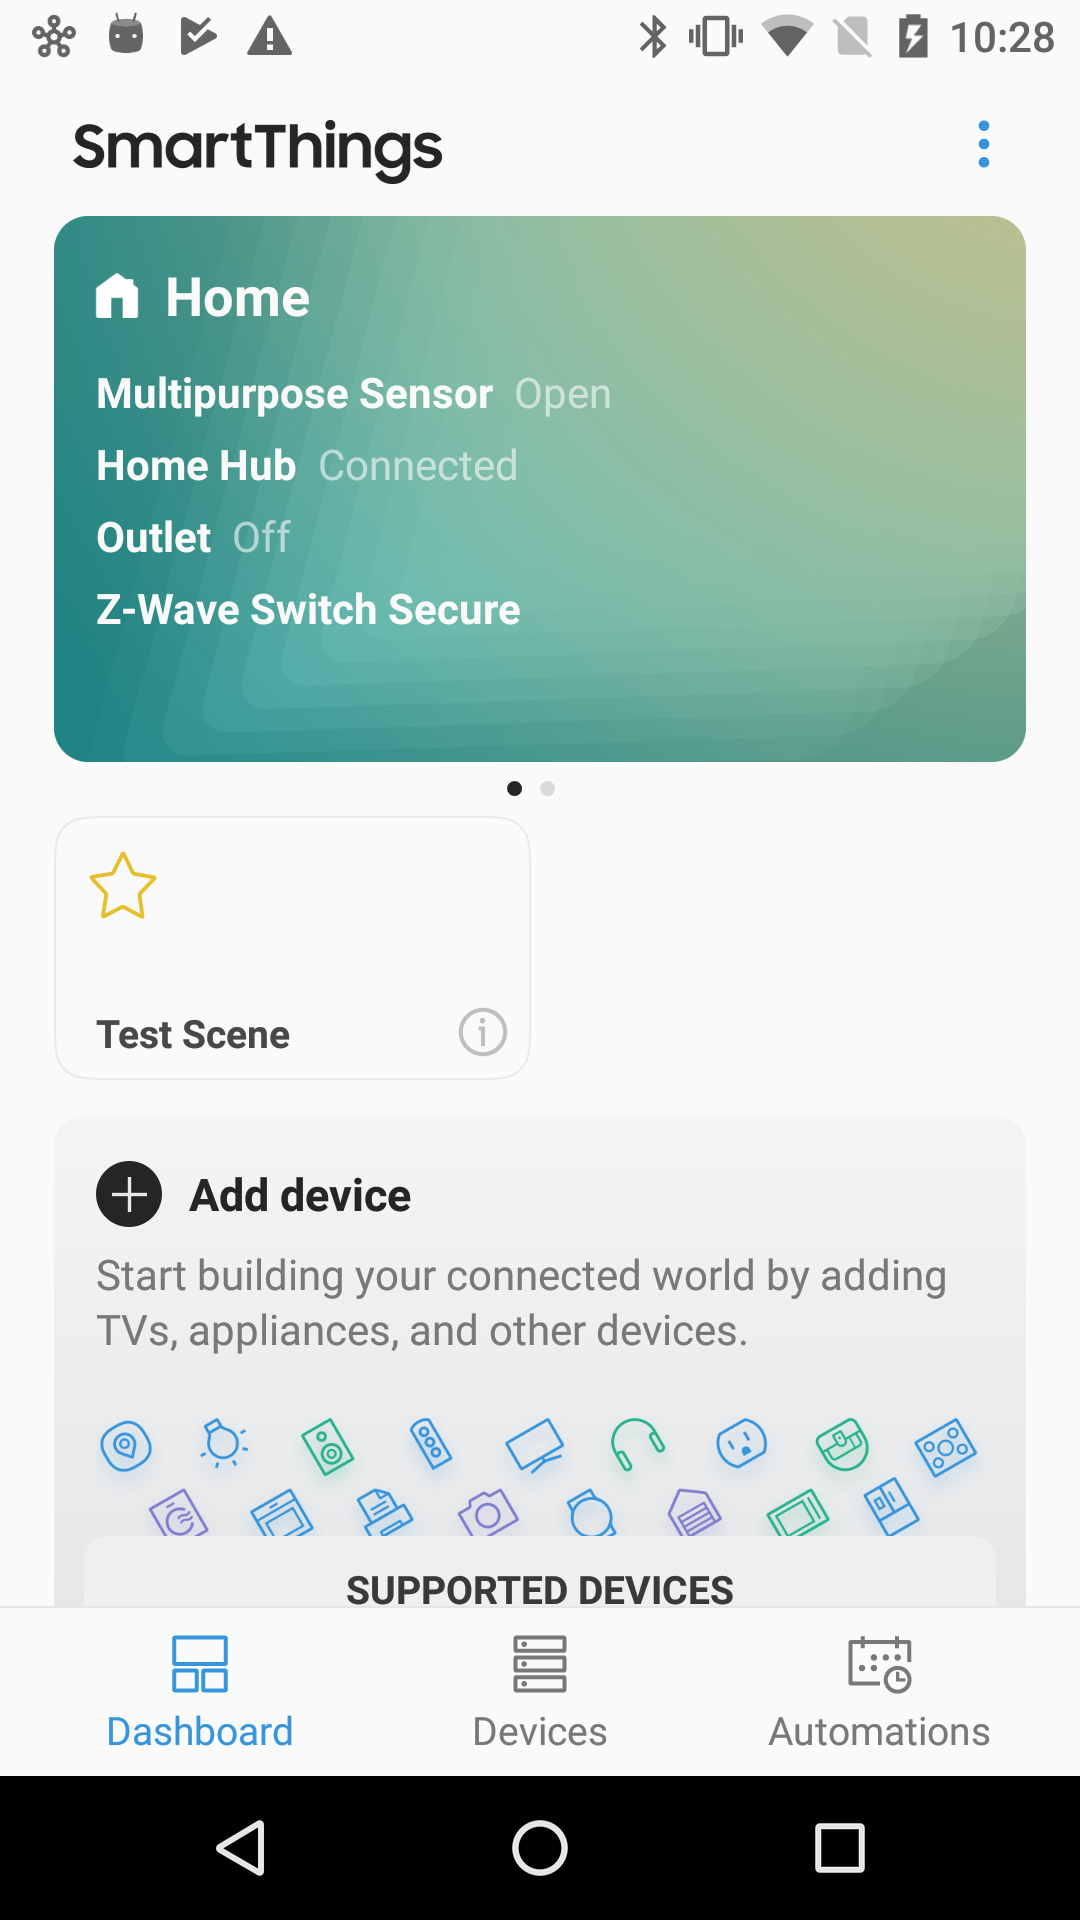 10:28
SmartThings
Home
Multipurpose Sensor Open
Home Hub Connected
Outlet Off
Z-Wave Switch Secure
Test Scene
Add device
Start building your connected world by adding
TVs, appliances, and other devices.
SUPPORTED DEVICES
Dashboard Devices Automations